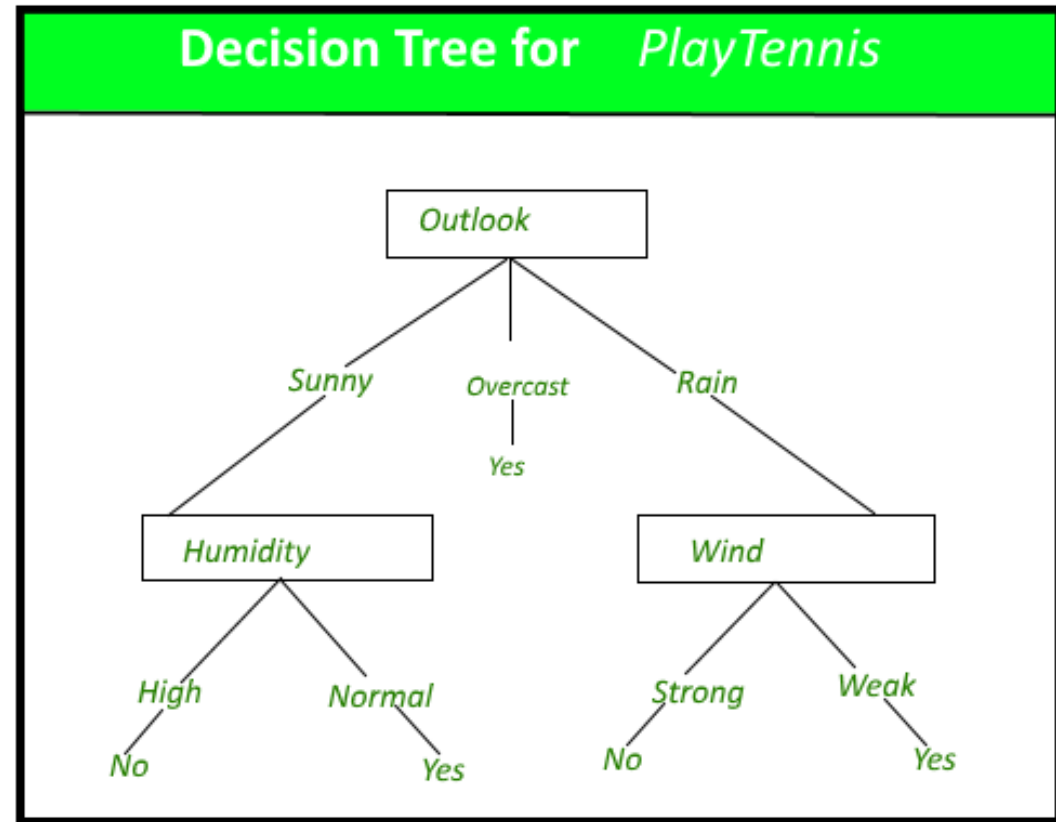 Decision Tree for PlayTennis
Outlook
Sunny Overcast Rain
Yes
Humidity Wind
High Normal Strong Weak
No Yes No Yes